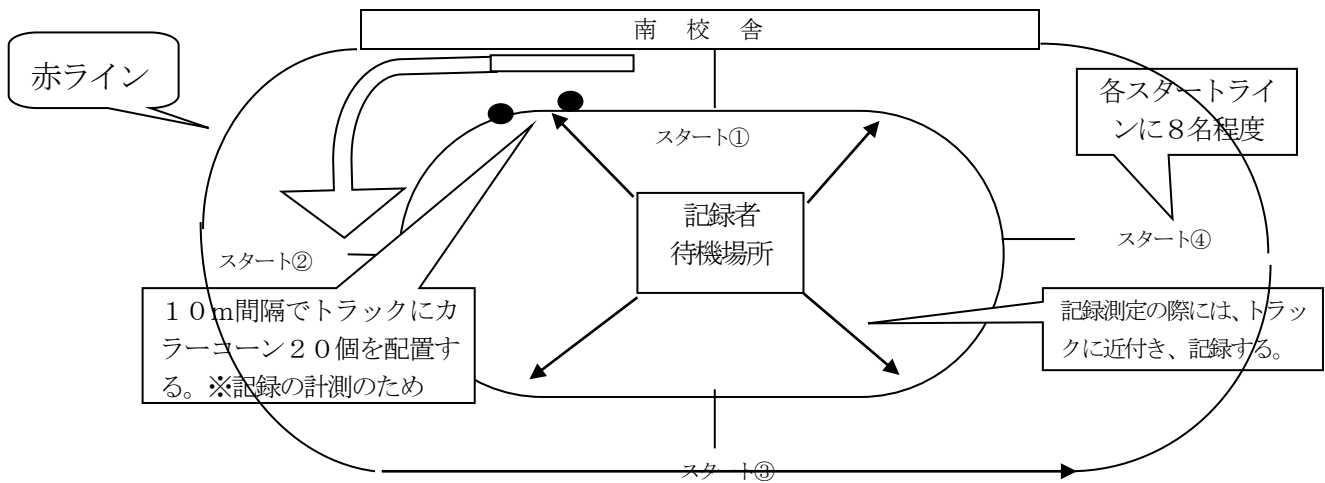 南　校　舎
赤ライン
各スタートライ
ンに８名程度
スタート①
記録者
待機場所
スタート②
スタート④
１０ｍ間隔でトラックにカ
ラーコーン２０個を配置す
る。※記録の計測のため
記録測定の際には、トラッ
クに近付き、記録する。
スタート③